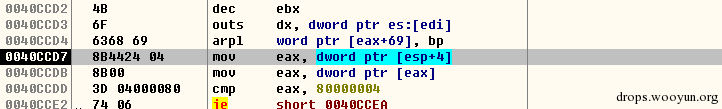 0040CCD2 4B dec ebx
0040CCD3 6F outs dx, dword ptr es:[edi]
0040CCD4 6368 69 arpl word ptr [eax+69], bp
0040CCD7 8B4424 04 mov eax, dword ptr [esp+4]
0040CCDB 8B00 mov eax, dword ptr [eax]
0040CCDD 3D 04000080 cmp eax, 80000004
0040CCE2 .. 74 06 je short 0040CCEA
drops.wooyun.org